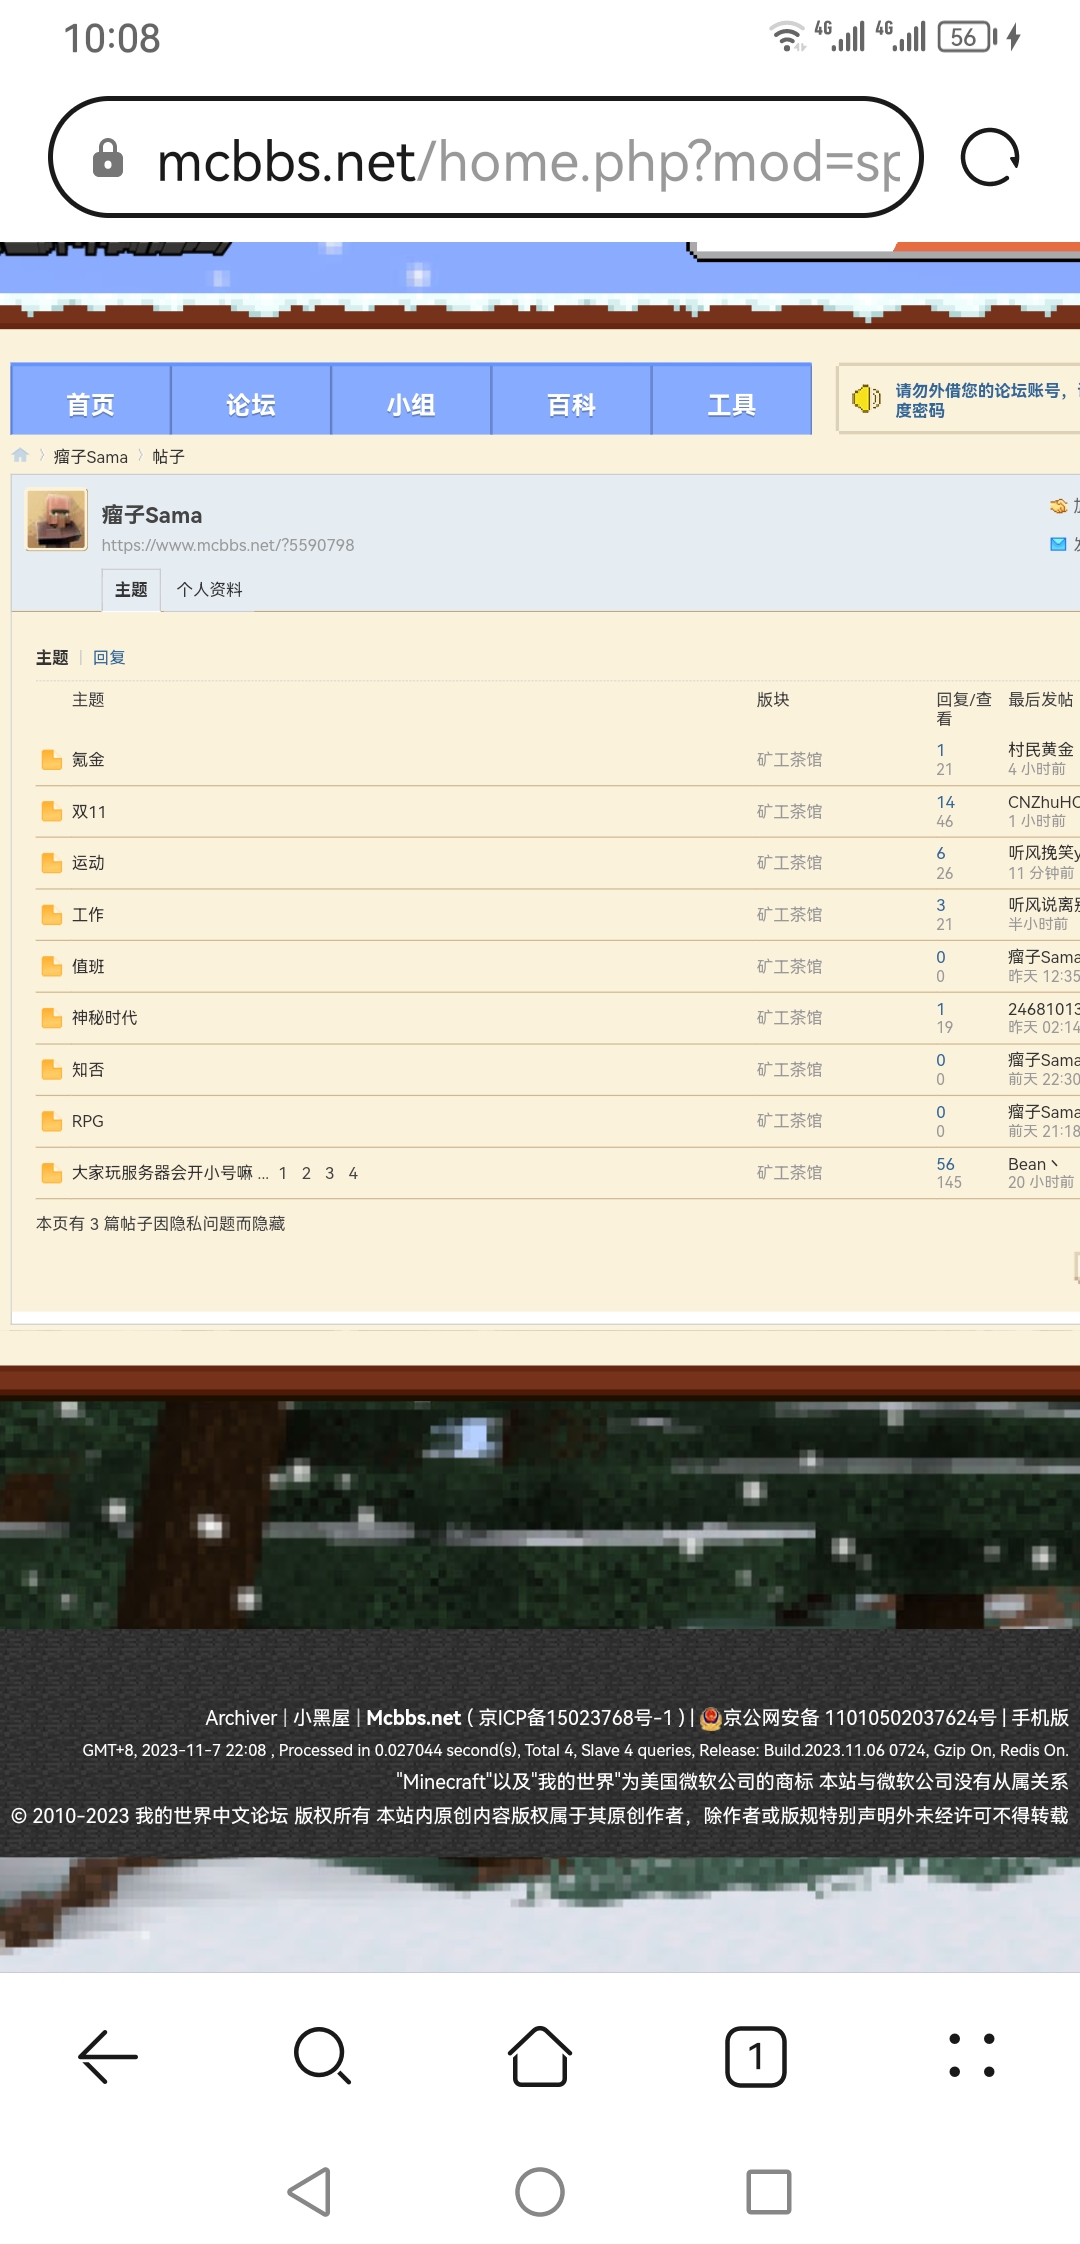 10:08
4G 4G 56
mcbbs.net/home.php?mod=sp
首页 论坛 小组 百科 工具
请勿外借您的论坛账号,
度密码
瘤子Sama 帖子
瘤子Sama
https://www.mcbbs.net/?5590798
主题 个人资料
主题 | 回复
主题 版块 回复/查看 最后发帖
氪金 矿工茶馆 1 村民黄金
21 4 小时前
双11 矿工茶馆 14 CNZhuHC
46 1 小时前
运动 矿工茶馆 6 听风挽笑y
26 11 分钟前
工作 矿工茶馆 3 听风说离别
21 半小时前
值班 矿工茶馆 0 瘤子Sama
0 昨天 12:35
神秘时代 矿工茶馆 1 24681013
19 昨天 02:14
知否 矿工茶馆 0 瘤子Sama
0 前天 22:30
RPG 矿工茶馆 0 瘤子Sama
0 前天 21:18
大家玩服务器会开小号嘛 ... 1 2 3 4 矿工茶馆 56 Bean丶
145 20 小时前
本页有 3 篇帖子因隐私问题而隐藏
Archiver | 小黑屋 | Mcbbs.net ( 京ICP备15023768号-1 ) | 京公网安备 11010502037624号 | 手机版
GMT+8, 2023-11-7 22:08 , Processed in 0.027044 second(s), Total 4, Slave 4 queries, Release: Build.2023.11.06 0724, Gzip On, Redis On.
"Minecraft"以及"我的世界"为美国微软公司的商标 本站与微软公司没有从属关系
© 2010-2023 我的世界中文论坛 版权所有 本站内原创内容版权属于其原创作者，除作者或版规特别声明外未经许可不得转载
1